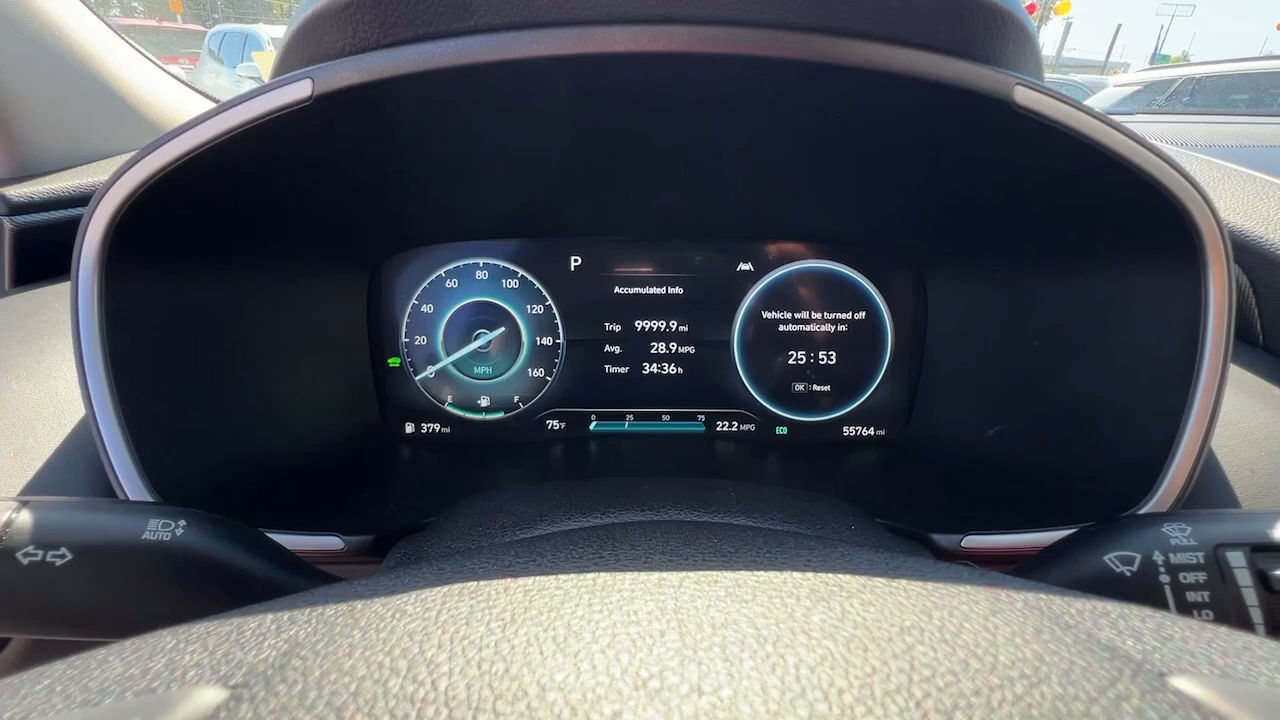 P
Accumulated Info
Trip 9999.9 mi
Avg. 28.9 MPG
Timer 34:36 h
0 20 40 60 80 100 120 140 160
MPH
E F
Vehicle will be turned off
automatically in:
25 : 53
OK : Reset
379 mi
75°F
0 25 50 75
22.2 MPG
ECO
55764 mi
AUTO
PULL
MIST
OFF
INT
LO